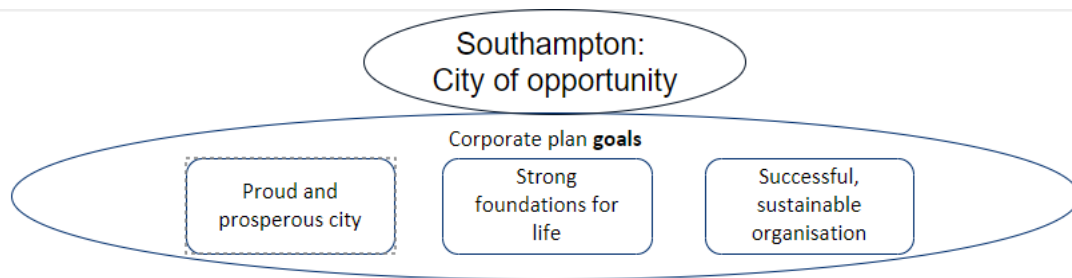 Southampton:
City of opportunity
Corporate plan goals
Proud and
prosperous city
Strong
foundations for
life
Successful,
sustainable
organisation